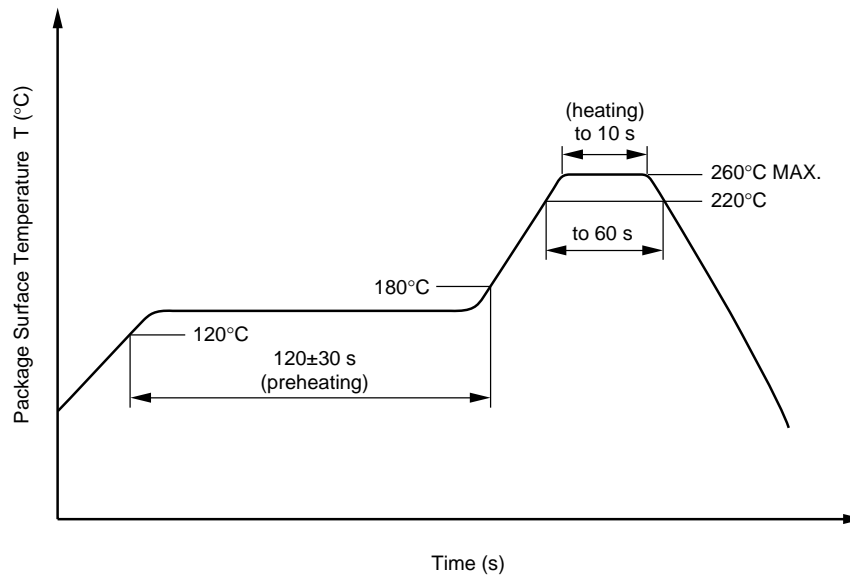 Package Surface Temperature T (°C)
(heating)
to 10 s
260°C MAX.
220°C
to 60 s
180°C
120°C
120±30 s
(preheating)
Time (s)